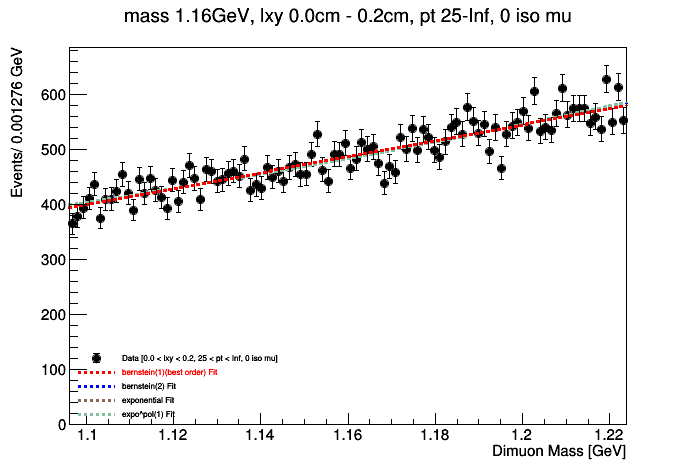 mass 1.16GeV, lxy 0.0cm - 0.2cm, pt 25-Inf, 0 iso mu
Events/ 0.001276 GeV
600
500
400
300
200
100
0
Data [0.0 < lxy < 0.2, 25 < pt < Inf, 0 iso mu]
bernstein(1)(best order) Fit
bernstein(2) Fit
exponential Fit
expo^pol(1) Fit
1.1 1.12 1.14 1.16 1.18 1.2 1.22
Dimuon Mass [GeV]